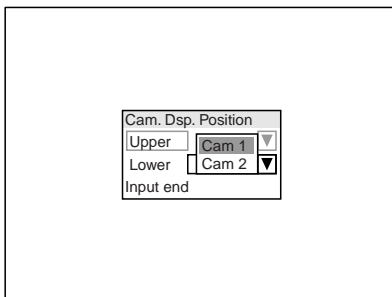 Cam. Dsp. Position
Upper Cam 1
Lower Cam 2
Input end